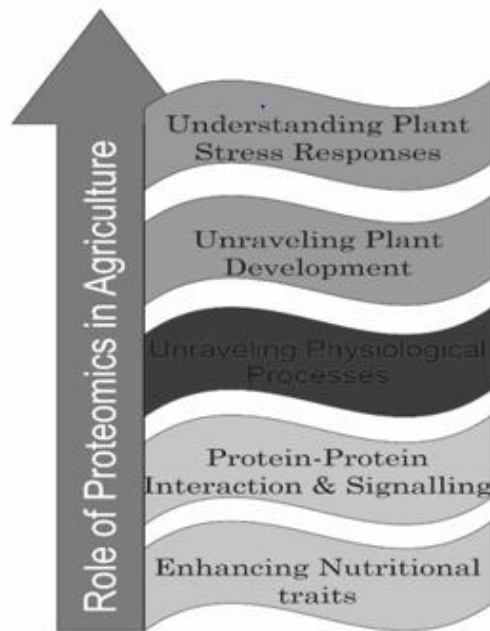 Role of Proteomics in Agriculture
Understanding Plant
Stress Responses
Unraveling Plant
Development
Unraveling Physiological
Processes
Protein-Protein
Interaction & Signalling
Enhancing Nutritional
traits